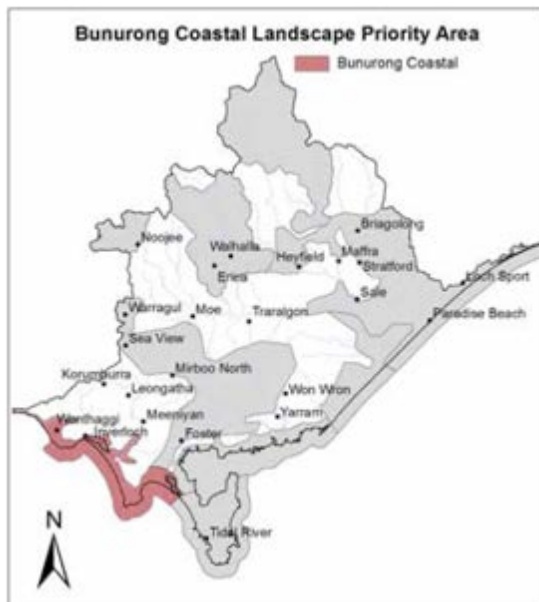 Bunurong Coastal Landscape Priority Area
Bunurong Coastal
Briagolong
Noojee
Walhalla
Maffra
Heyfield
Stratford
Erica
Loch Sport
Sale
Warragul
Moe
Traralgon
Paradise Beach
Sea View
Mirboo North
Korumburra
Leongatha
Won Wron
Wonthaggi
Meeniyan
Yarram
Inverloch
Foster
N
Tidal River